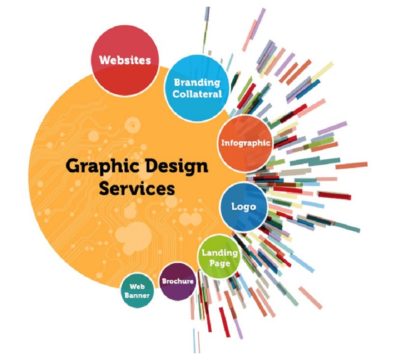 Websites
Branding
Collateral
Infographic
Graphic Design
Services
Logo
Landing
Page
Brochure
Web
Banner